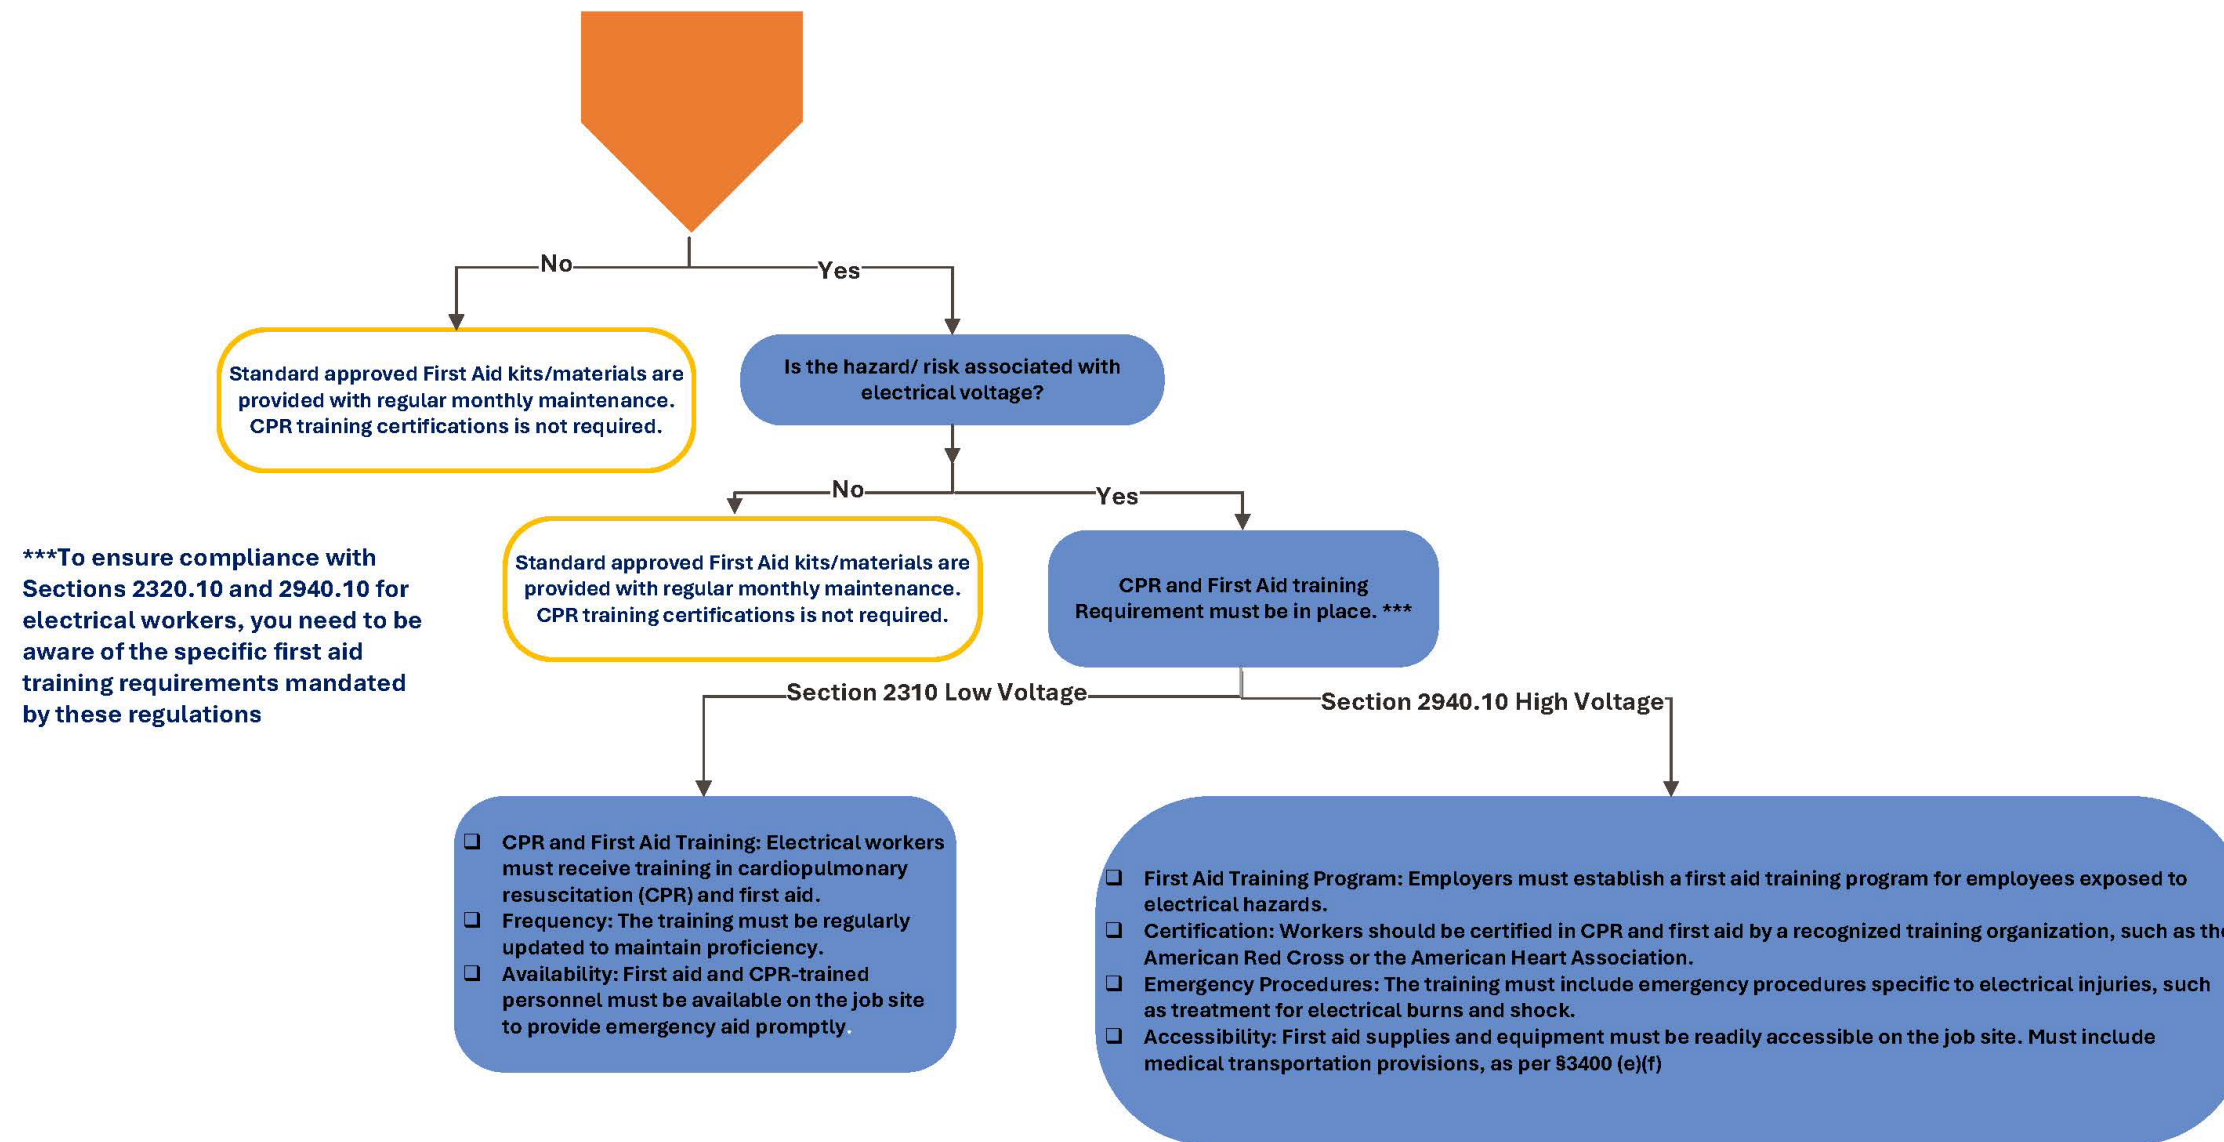 No
Yes
Standard approved First Aid kits/materials are
provided with regular monthly maintenance.
CPR training certifications is not required.
Is the hazard/ risk associated with
electrical voltage?
No
Yes
***To ensure compliance with
Sections 2320.10 and 2940.10 for
electrical workers, you need to be
aware of the specific first aid
training requirements mandated
by these regulations
Standard approved First Aid kits/materials are
provided with regular monthly maintenance.
CPR training certifications is not required.
CPR and First Aid training
Requirement must be in place. ***
Section 2310 Low Voltage
Section 2940.10 High Voltage
❑ CPR and First Aid Training: Electrical workers
must receive training in cardiopulmonary
resuscitation (CPR) and first aid.
❑ Frequency: The training must be regularly
updated to maintain proficiency.
❑ Availability: First aid and CPR-trained
personnel must be available on the job site
to provide emergency aid promptly.
❑ First Aid Training Program: Employers must establish a first aid training program for employees exposed to
electrical hazards.
❑ Certification: Workers should be certified in CPR and first aid by a recognized training organization, such as the
American Red Cross or the American Heart Association.
❑ Emergency Procedures: The training must include emergency procedures specific to electrical injuries, such
as treatment for electrical burns and shock.
❑ Accessibility: First aid supplies and equipment must be readily accessible on the job site. Must include
medical transportation provisions, as per §3400 (e)(f)